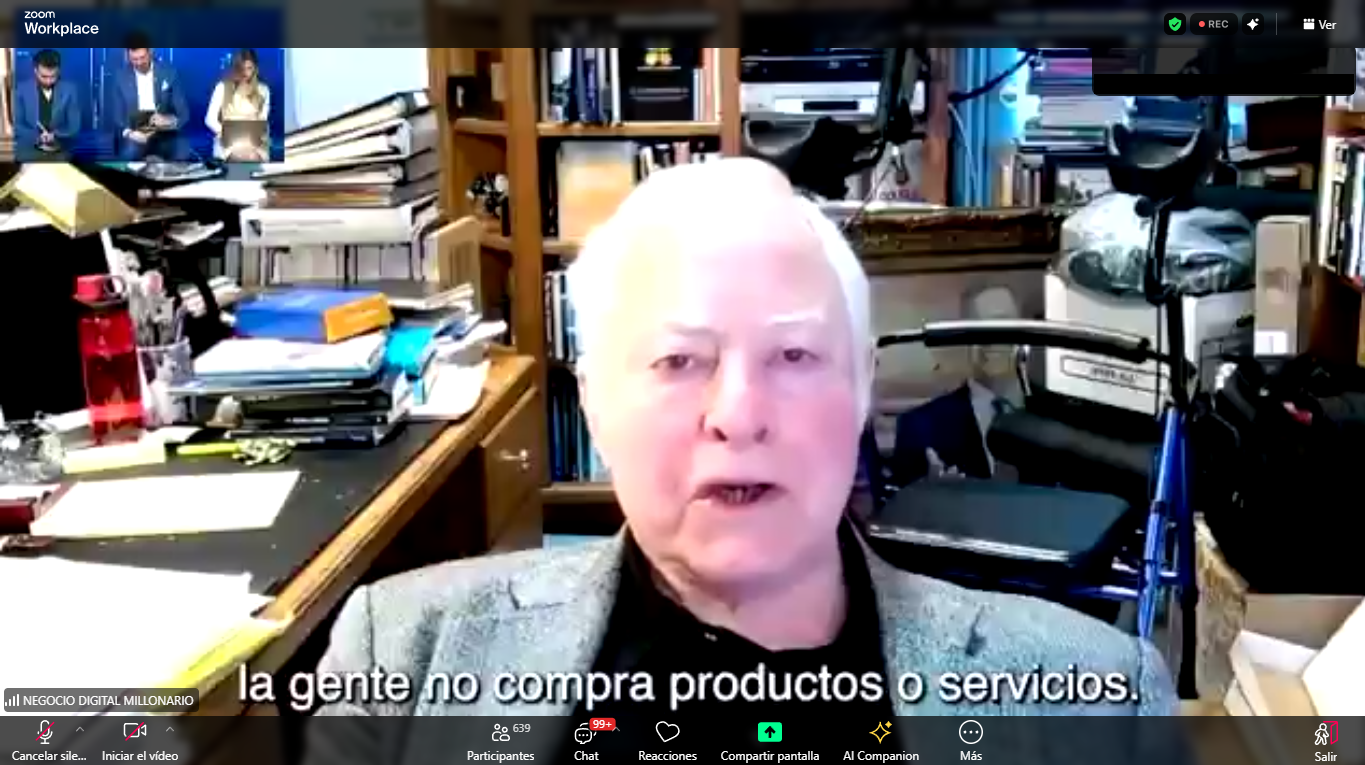 zoom
Workplace
REC
Ver
la gente no compra productos o servicios.
NEGOCIO DIGITAL MILLONARIO
639
99+
Cancelar sile...
Iniciar el vídeo
Participantes
Chat
Reacciones
Compartir pantalla
AI Companion
Más
Salir